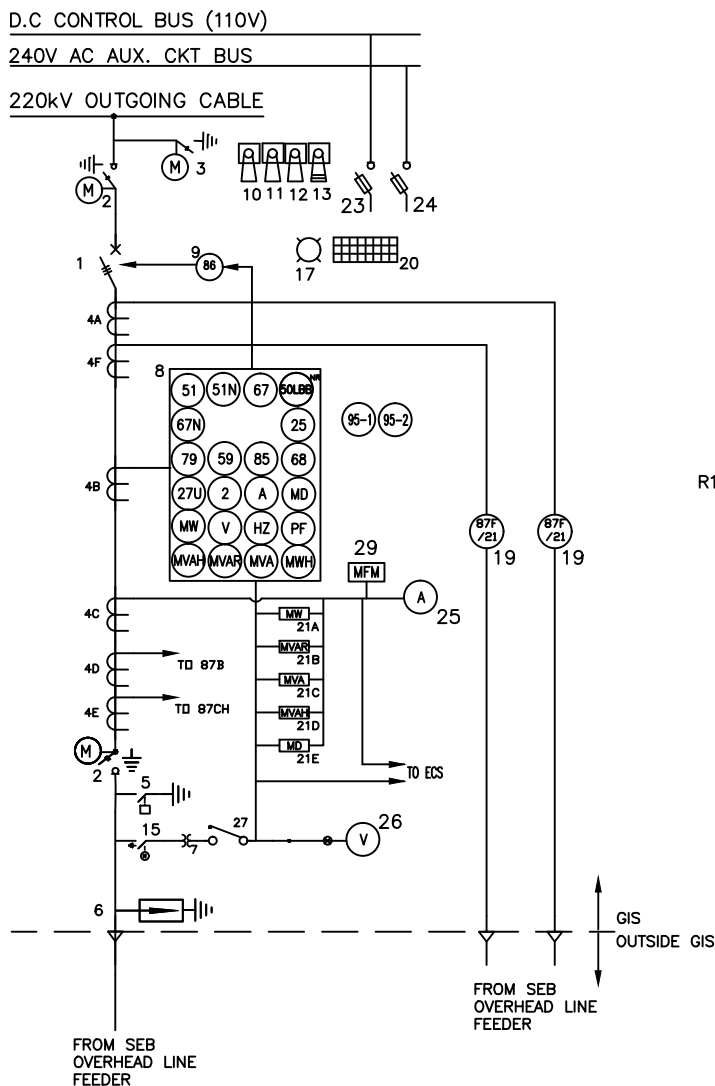 D.C CONTROL BUS (110V)
240V AC AUX. CKT BUS
220kV OUTGOING CABLE
M
3
M
2
10 11 12 13
23
24
1
9
86
17
20
4A
4F
8
51 51N 67 50LBB
NR
67N 25
79 59 85 68
27U 2 A MD
MW V HZ PF
MVAH MVAR MVA MWH
95-1 95-2
4B
R1
87F
/21
19
87F
/21
19
29
MFM
A
25
4C
MW
21A
4D
TO 87B
MVAR
21B
MVA
21C
4E
TO 87CH
MVAH
21D
MD
21E
M
2
TO ECS
5
15
7
27
V
26
6
GIS
OUTSIDE GIS
FROM SEB
OVERHEAD LINE
FEEDER
FROM SEB
OVERHEAD LINE
FEEDER